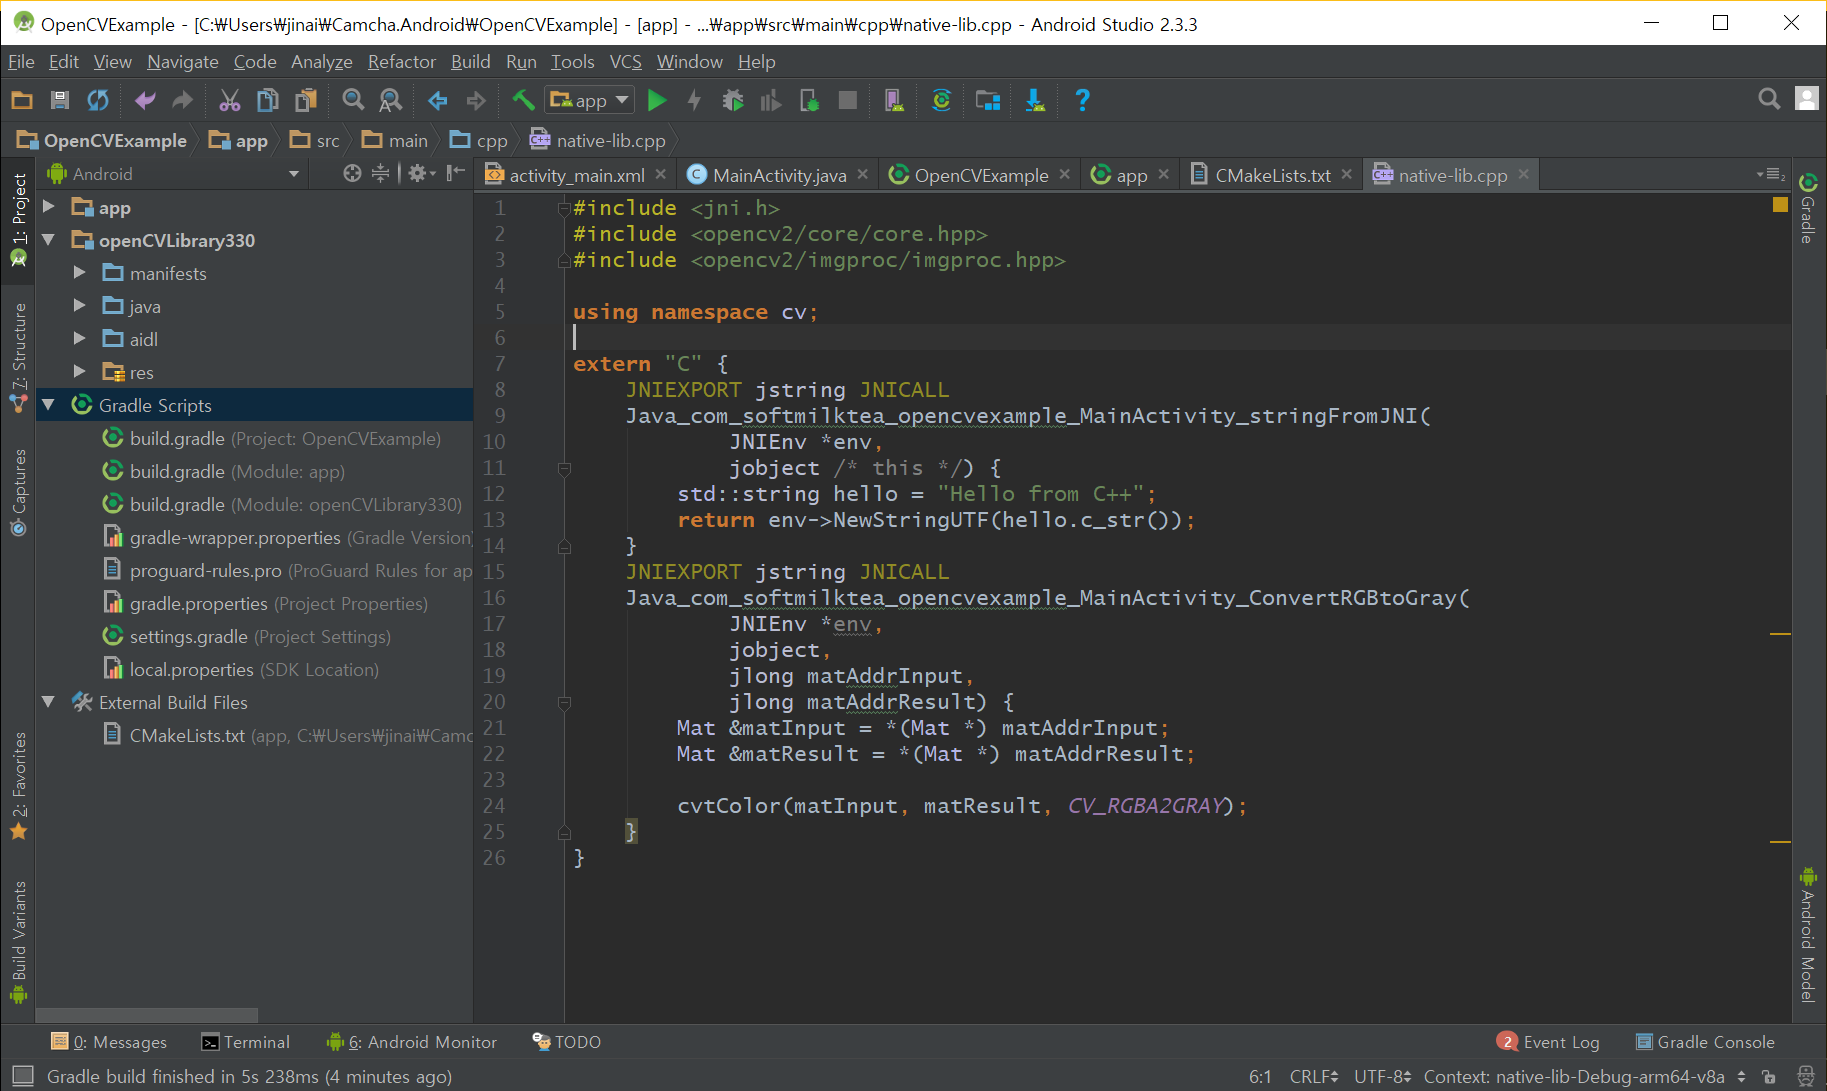 OpenCVExample - [C:₩Users₩jinai₩Camcha.Android₩OpenCVExample] - [app] - ...₩app₩src₩main₩cpp₩native-lib.cpp - Android Studio 2.3.3
File Edit View Navigate Code Analyze Refactor Build Run Tools VCS Window Help
app
OpenCVExample app src main cpp native-lib.cpp
Android
activity_main.xml MainActivity.java OpenCVExample app CMakeLists.txt native-lib.cpp
1: Project
7: Structure
Captures
2: Favorites
Build Variants
app
openCVLibrary330
manifests
java
aidl
res
Gradle Scripts
build.gradle (Project: OpenCVExample)
build.gradle (Module: app)
build.gradle (Module: openCVLibrary330)
gradle-wrapper.properties (Gradle Version)
proguard-rules.pro (ProGuard Rules for ap
gradle.properties (Project Properties)
settings.gradle (Project Settings)
local.properties (SDK Location)
External Build Files
CMakeLists.txt (app, C:₩Users₩jinai₩Camc
1 #include <jni.h>
2 #include <opencv2/core/core.hpp>
3 #include <opencv2/imgproc/imgproc.hpp>
4
5 using namespace cv;
6
7 extern "C" {
8 JNIEXPORT jstring JNICALL
9 Java_com_softmilktea_opencvexample_MainActivity_stringFromJNI(
10 JNIEnv *env,
11 jobject /* this */) {
12 std::string hello = "Hello from C++";
13 return env->NewStringUTF(hello.c_str());
14 }
15 JNIEXPORT jstring JNICALL
16 Java_com_softmilktea_opencvexample_MainActivity_ConvertRGBtoGray(
17 JNIEnv *env,
18 jobject,
19 jlong matAddrInput,
20 jlong matAddrResult) {
21 Mat &matInput = *(Mat *) matAddrInput;
22 Mat &matResult = *(Mat *) matAddrResult;
23
24 cvtColor(matInput, matResult, CV_RGBA2GRAY);
25 }
26 }
Gradle
Android Model
0: Messages Terminal 6: Android Monitor TODO 2 Event Log Gradle Console
Gradle build finished in 5s 238ms (4 minutes ago) 6:1 CRLF UTF-8 Context: native-lib-Debug-arm64-v8a